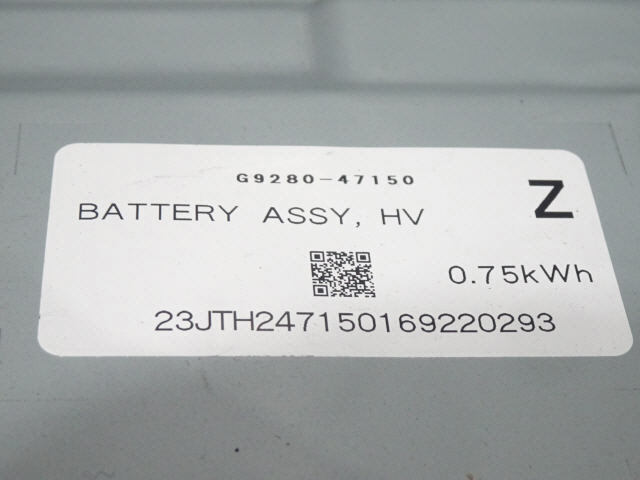 G9280-47150
BATTERY ASSY, HV
Z
0.75kWh
23JTH247150169220293